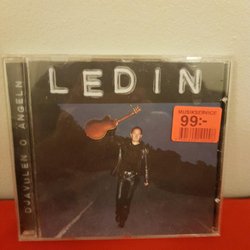 LEDIN
DJÄVULEN O ÄNGELN
MUSIKSERVICE
99:-